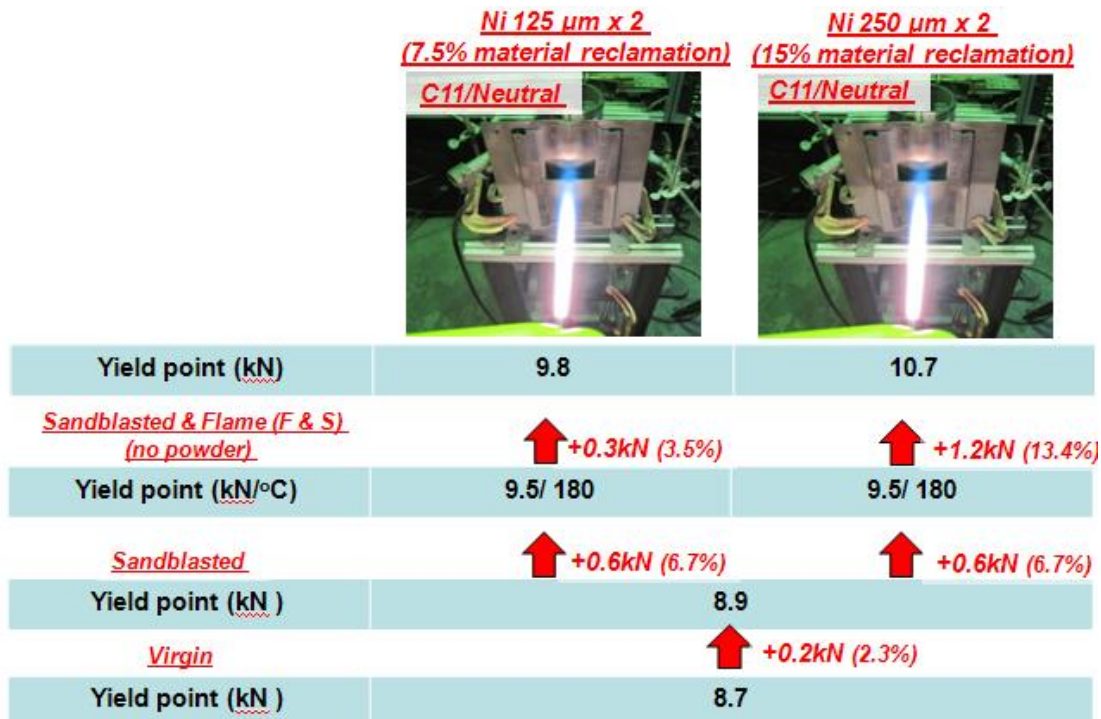 Ni 125 µm x 2
(7.5% material reclamation)
Ni 250 µm x 2
(15% material reclamation)
C11/Neutral
C11/Neutral
Yield point (kN) 9.8 10.7
Sandblasted & Flame (F & S)
(no powder)
+0.3kN (3.5%) +1.2kN (13.4%)
Yield point (kN/°C) 9.5/ 180 9.5/ 180
Sandblasted +0.6kN (6.7%) +0.6kN (6.7%)
Yield point (kN ) 8.9
Virgin +0.2kN (2.3%)
Yield point (kN ) 8.7